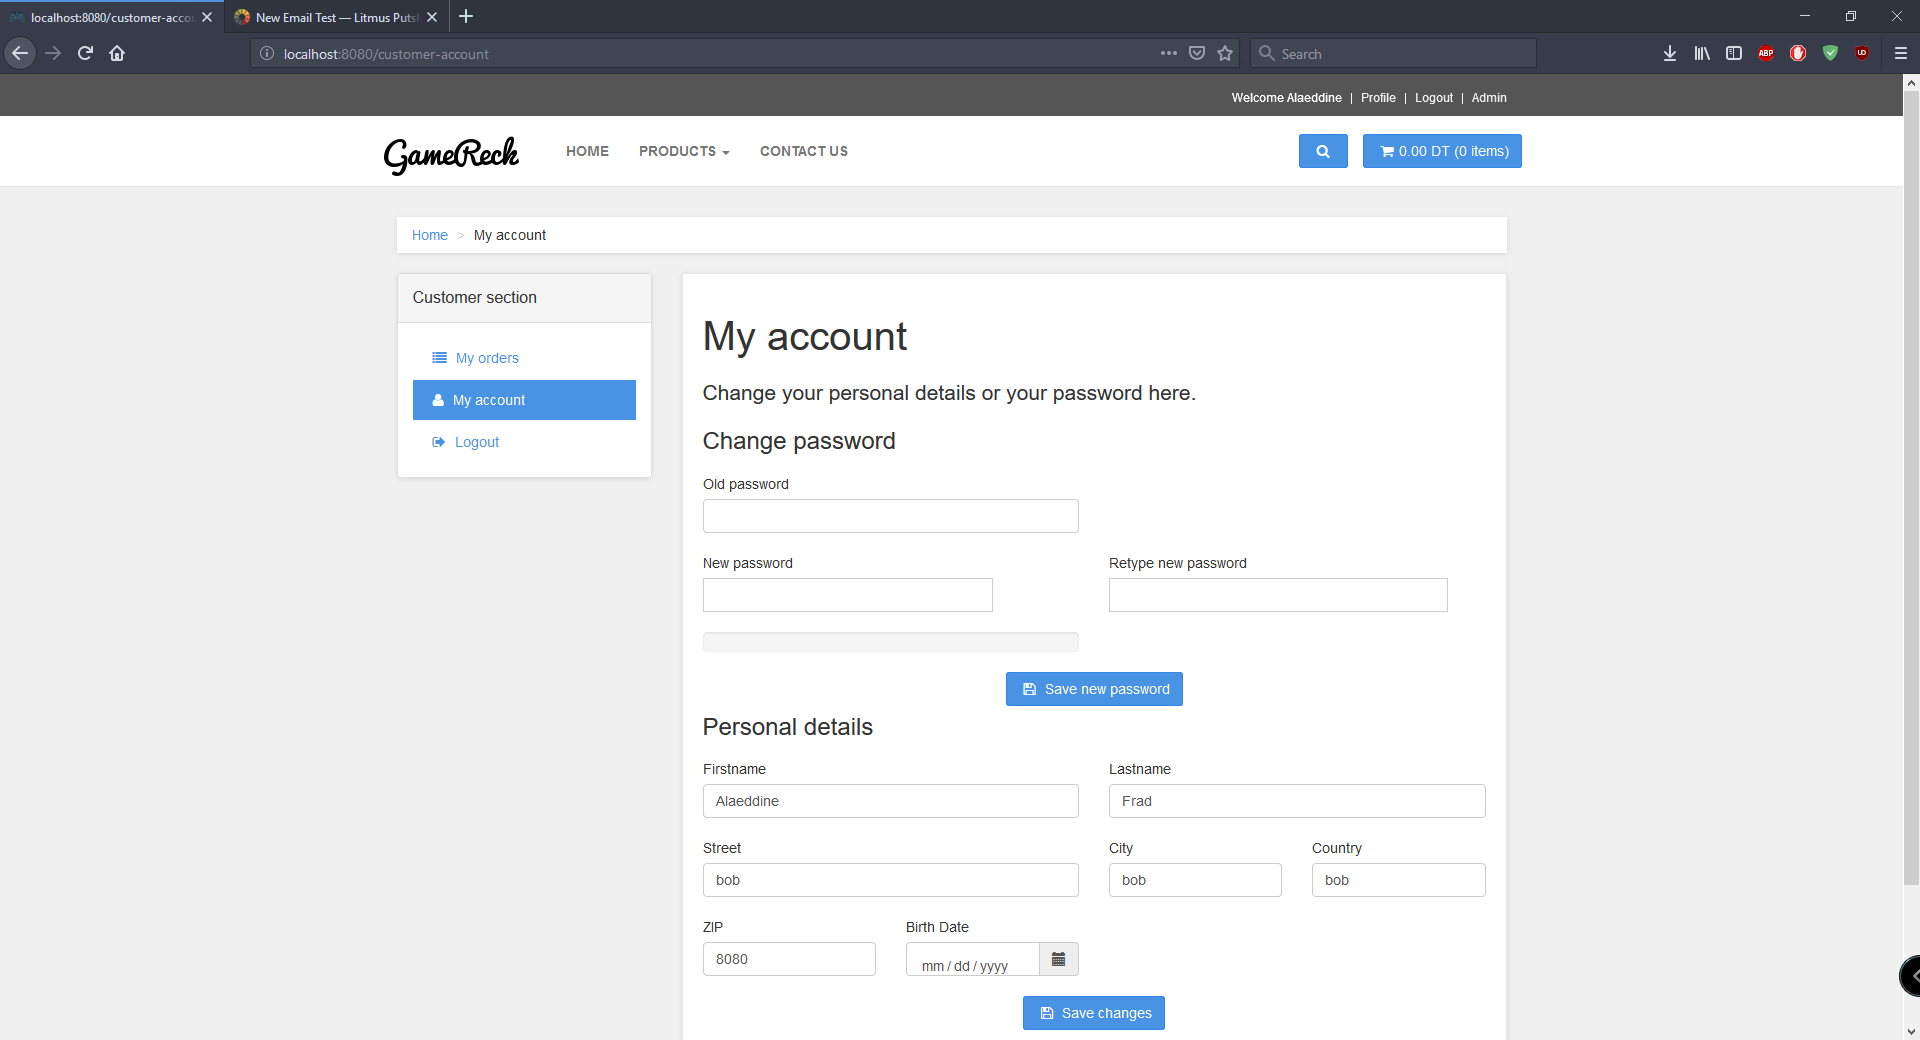 localhost:8080/customer-accou
New Email Test — Litmus Puts
localhost:8080/customer-account
Search
ABP
Welcome Alaeddine | Profile | Logout | Admin
GameReck
HOME
PRODUCTS
CONTACT US
0.00 DT (0 items)
Home > My account
Customer section
My orders
My account
Logout
My account
Change your personal details or your password here.
Change password
Old password
New password
Retype new password
Save new password
Personal details
Firstname
Lastname
Alaeddine
Frad
Street
City
Country
bob
bob
bob
ZIP
Birth Date
8080
mm / dd / yyyy
Save changes